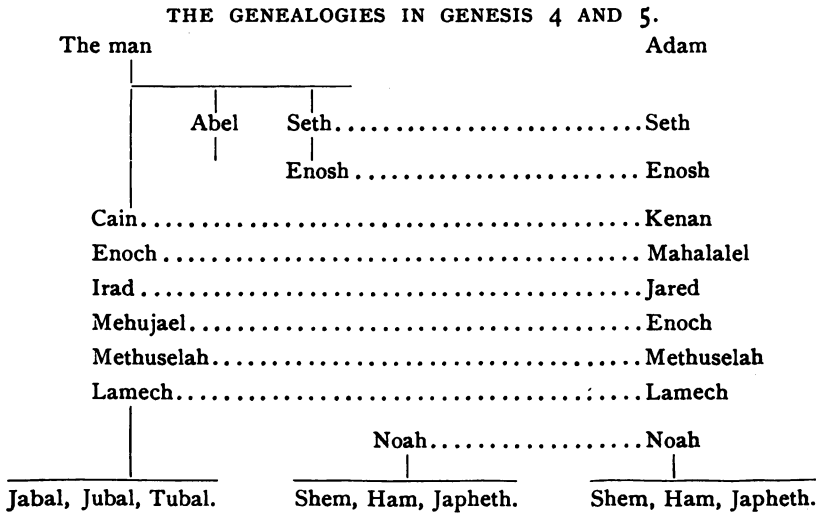 THE GENEALOGIES IN GENESIS 4 AND 5.
The man Adam
Abel Seth........................Seth
Enosh........................Enosh
Cain........................................Kenan
Enoch........................................Mahalalel
Irad........................................Jared
Mehujael........................................Enoch
Methuselah........................................Methuselah
Lamech........................................Lamech
Noah..................Noah
Jabal, Jubal, Tubal. Shem, Ham, Japheth. Shem, Ham, Japheth.